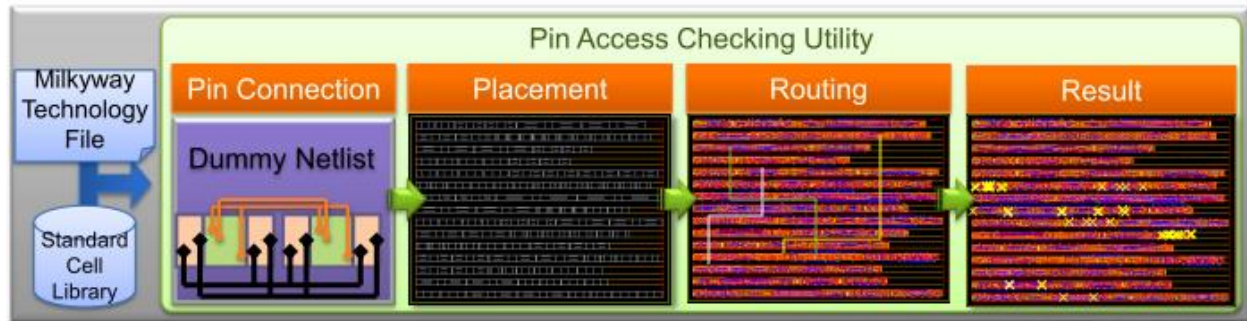 Pin Access Checking Utility
Milkyway
Technology
File
Standard
Cell
Library
Pin Connection
Dummy Netlist
Placement
Routing
Result